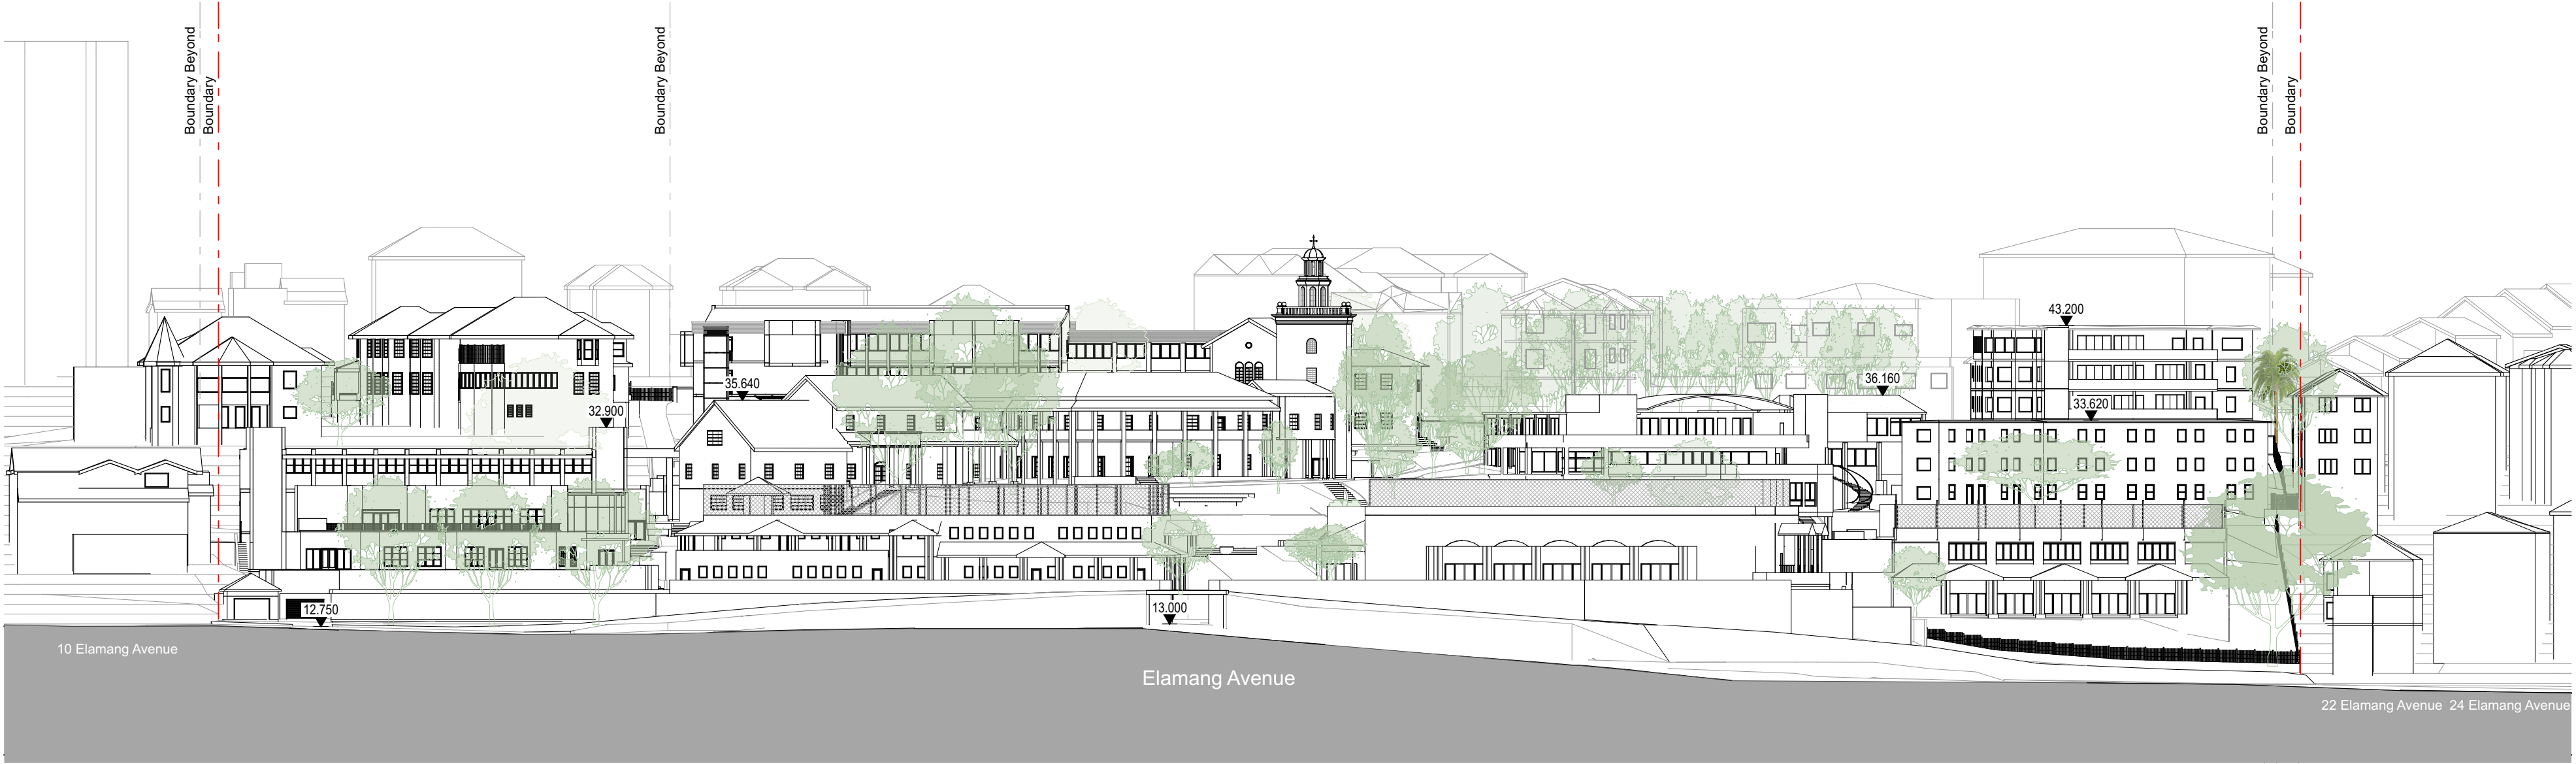 Boundary Beyond
Boundary
Boundary Beyond
Boundary Beyond
Boundary
43.200
35.640
36.160
32.900
33.620
12.750
13.000
10 Elamang Avenue
Elamang Avenue
22 Elamang Avenue
24 Elamang Avenue